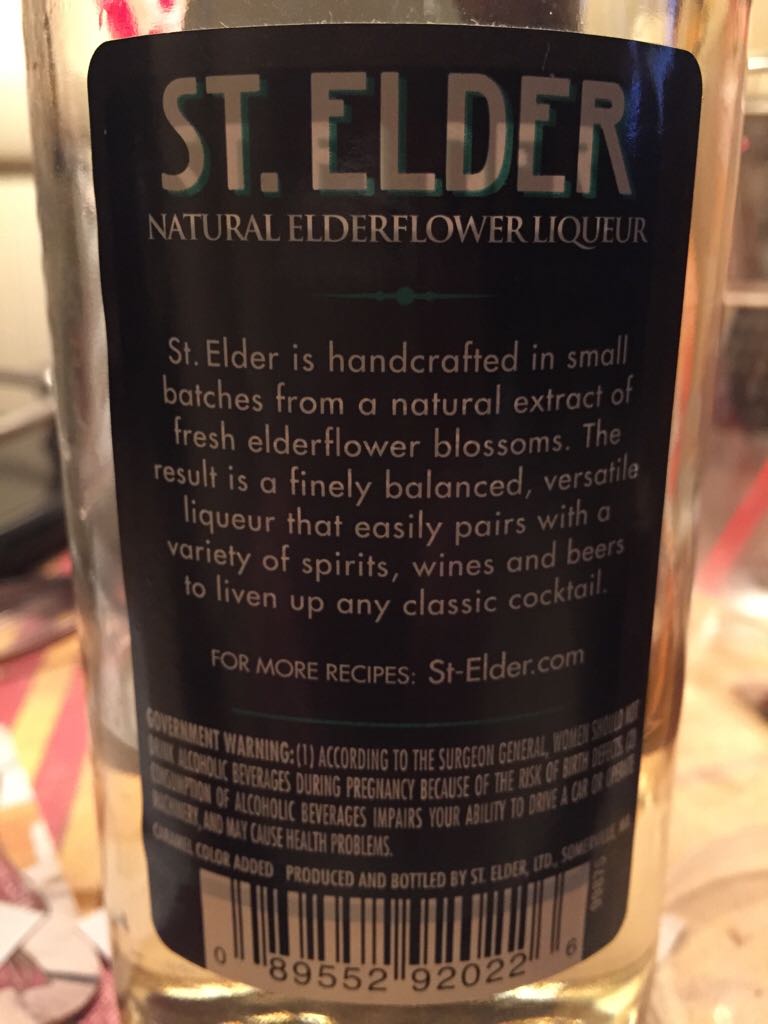 ST. ELDER
NATURAL ELDERFLOWER LIQUEUR
St. Elder is handcrafted in small
batches from a natural extract of
fresh elderflower blossoms. The
result is a finely balanced, versatile
liqueur that easily pairs with a
variety of spirits, wines and beers
to liven up any classic cocktail.
FOR MORE RECIPES: St-Elder.com
GOVERNMENT WARNING: (1) ACCORDING TO THE SURGEON GENERAL, WOMEN SHOULD NOT
DRINK ALCOHOLIC BEVERAGES DURING PREGNANCY BECAUSE OF THE RISK OF BIRTH DEFECTS.
CONSUMPTION OF ALCOHOLIC BEVERAGES IMPAIRS YOUR ABILITY TO DRIVE A CAR OR OPERATE
MACHINERY, AND MAY CAUSE HEALTH PROBLEMS.
CARAMEL COLOR ADDED PRODUCED AND BOTTLED BY ST. ELDER, LTD., SOMERVILLE, MA
0 89552 92022 6